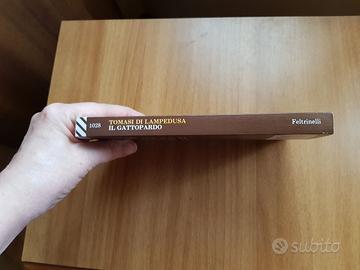 1028
TOMASI DI LAMPEDUSA
IL GATTOPARDO
Feltrinelli
subito